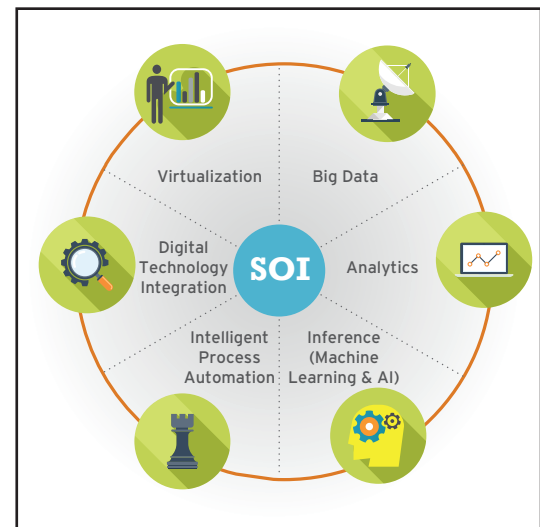 Virtualization
Big Data
Digital
Technology
Integration
SOI
Analytics
Intelligent
Process
Automation
Inference
(Machine
Learning & AI)